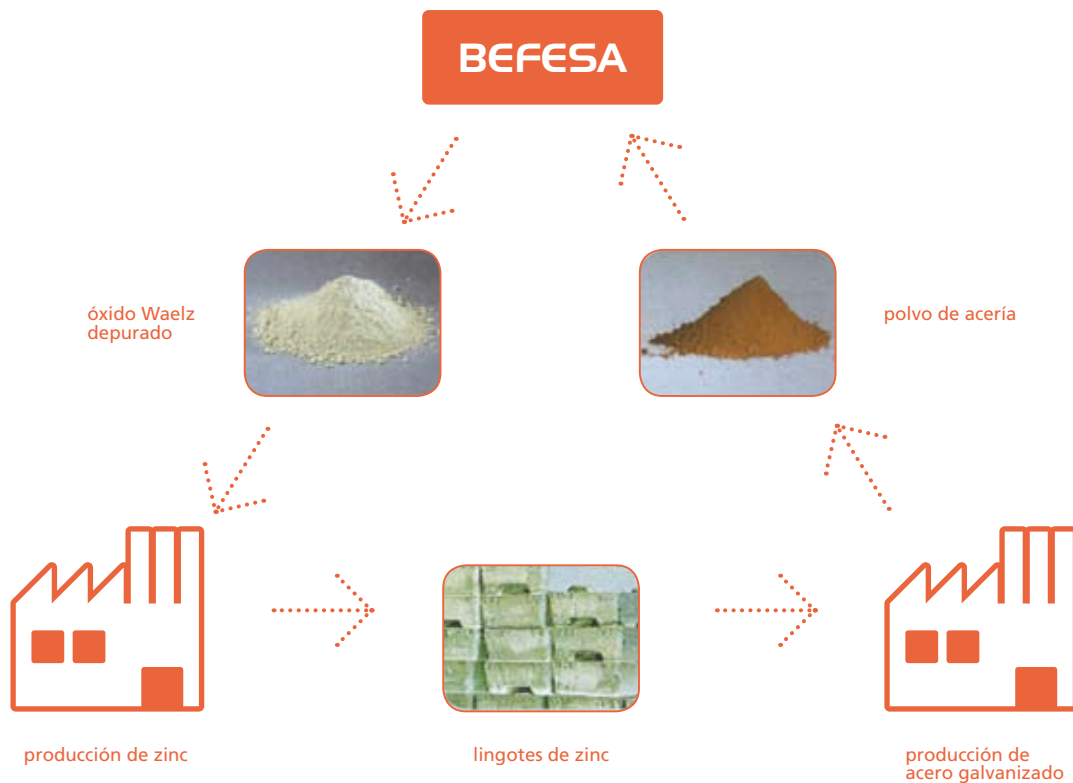 BEFESA
óxido Waelz
depurado
polvo de acería
producción de zinc
lingotes de zinc
producción de
acero galvanizado